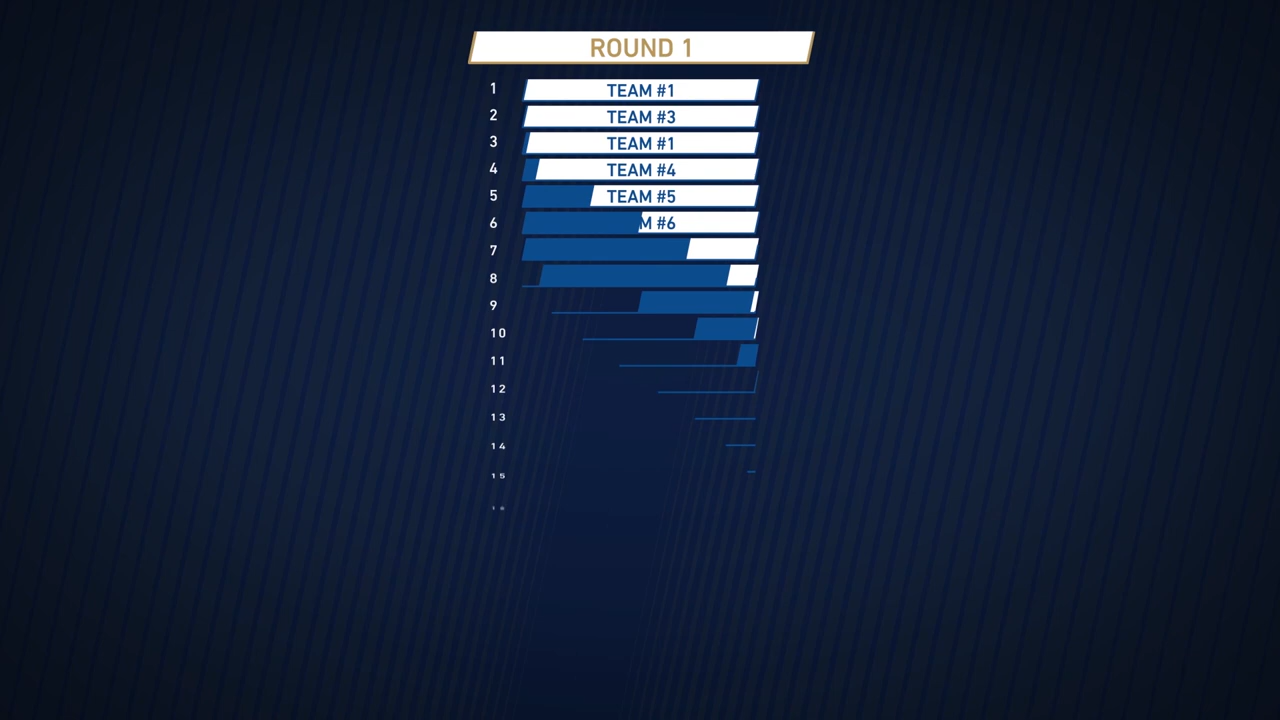 ROUND 1
1 TEAM #1
2 TEAM #3
3 TEAM #1
4 TEAM #4
5 TEAM #5
6 M #6
7
8
9
10
11
12
13
14
15